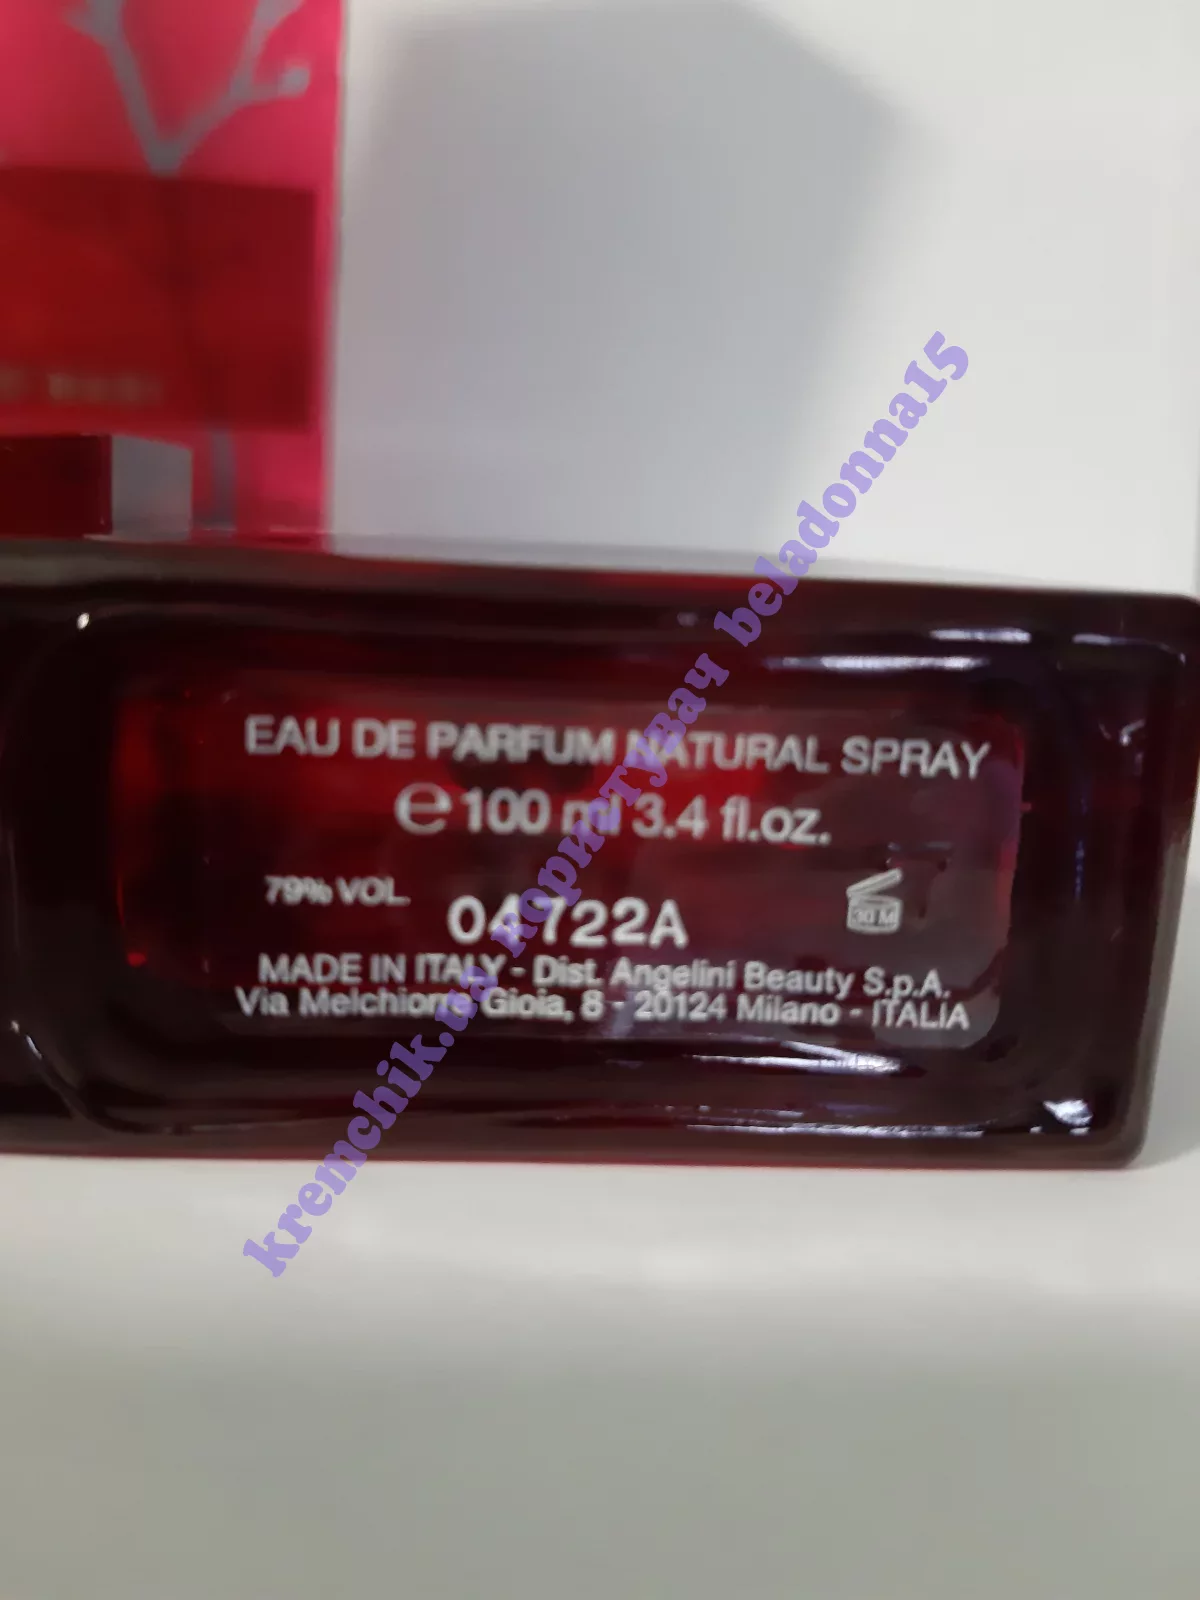 EAU DE PARFUM NATURAL SPRAY
℮ 100 ml 3.4 fl.oz.
79% VOL.
04722A
30 M
MADE IN ITALY - Dist. Angelini Beauty S.p.A.
Via Melchiorre Gioia, 8 - 20124 Milano - ITALIA
kremchik.ua користувач beladonna15